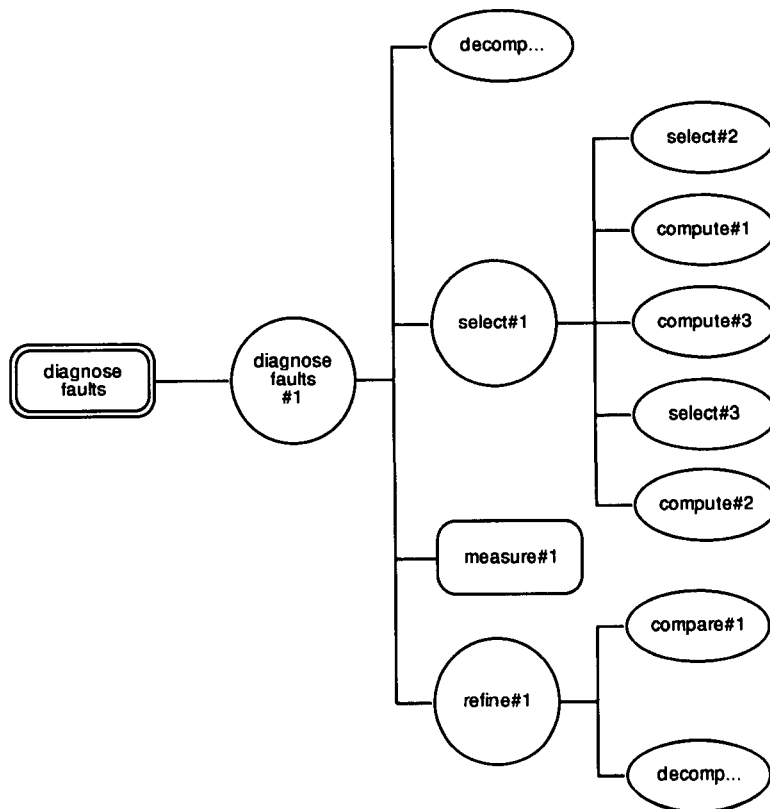 decomp...
select#2
compute#1
select#1
compute#3
diagnose
faults
diagnose
faults
#1
select#3
compute#2
measure#1
compare#1
refine#1
decomp...